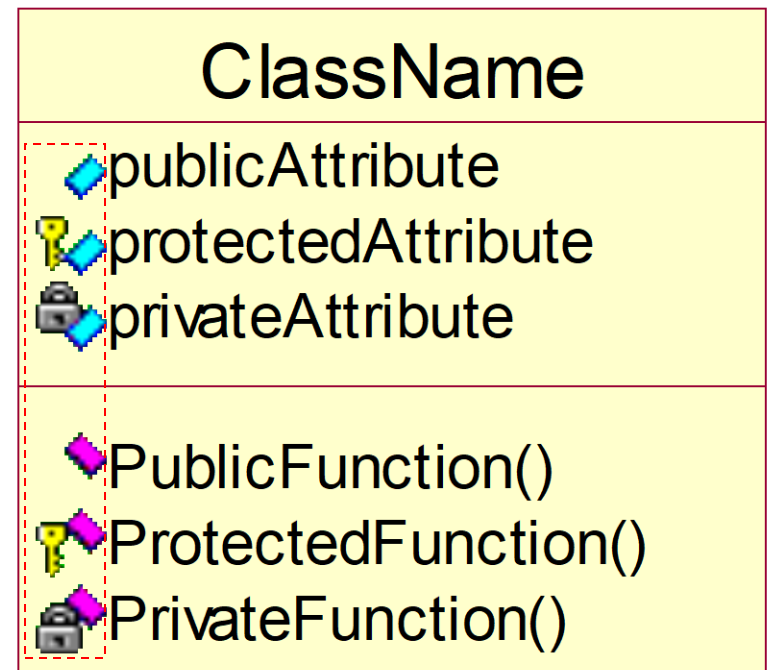 ClassName
publicAttribute
protectedAttribute
privateAttribute
PublicFunction()
ProtectedFunction()
PrivateFunction()